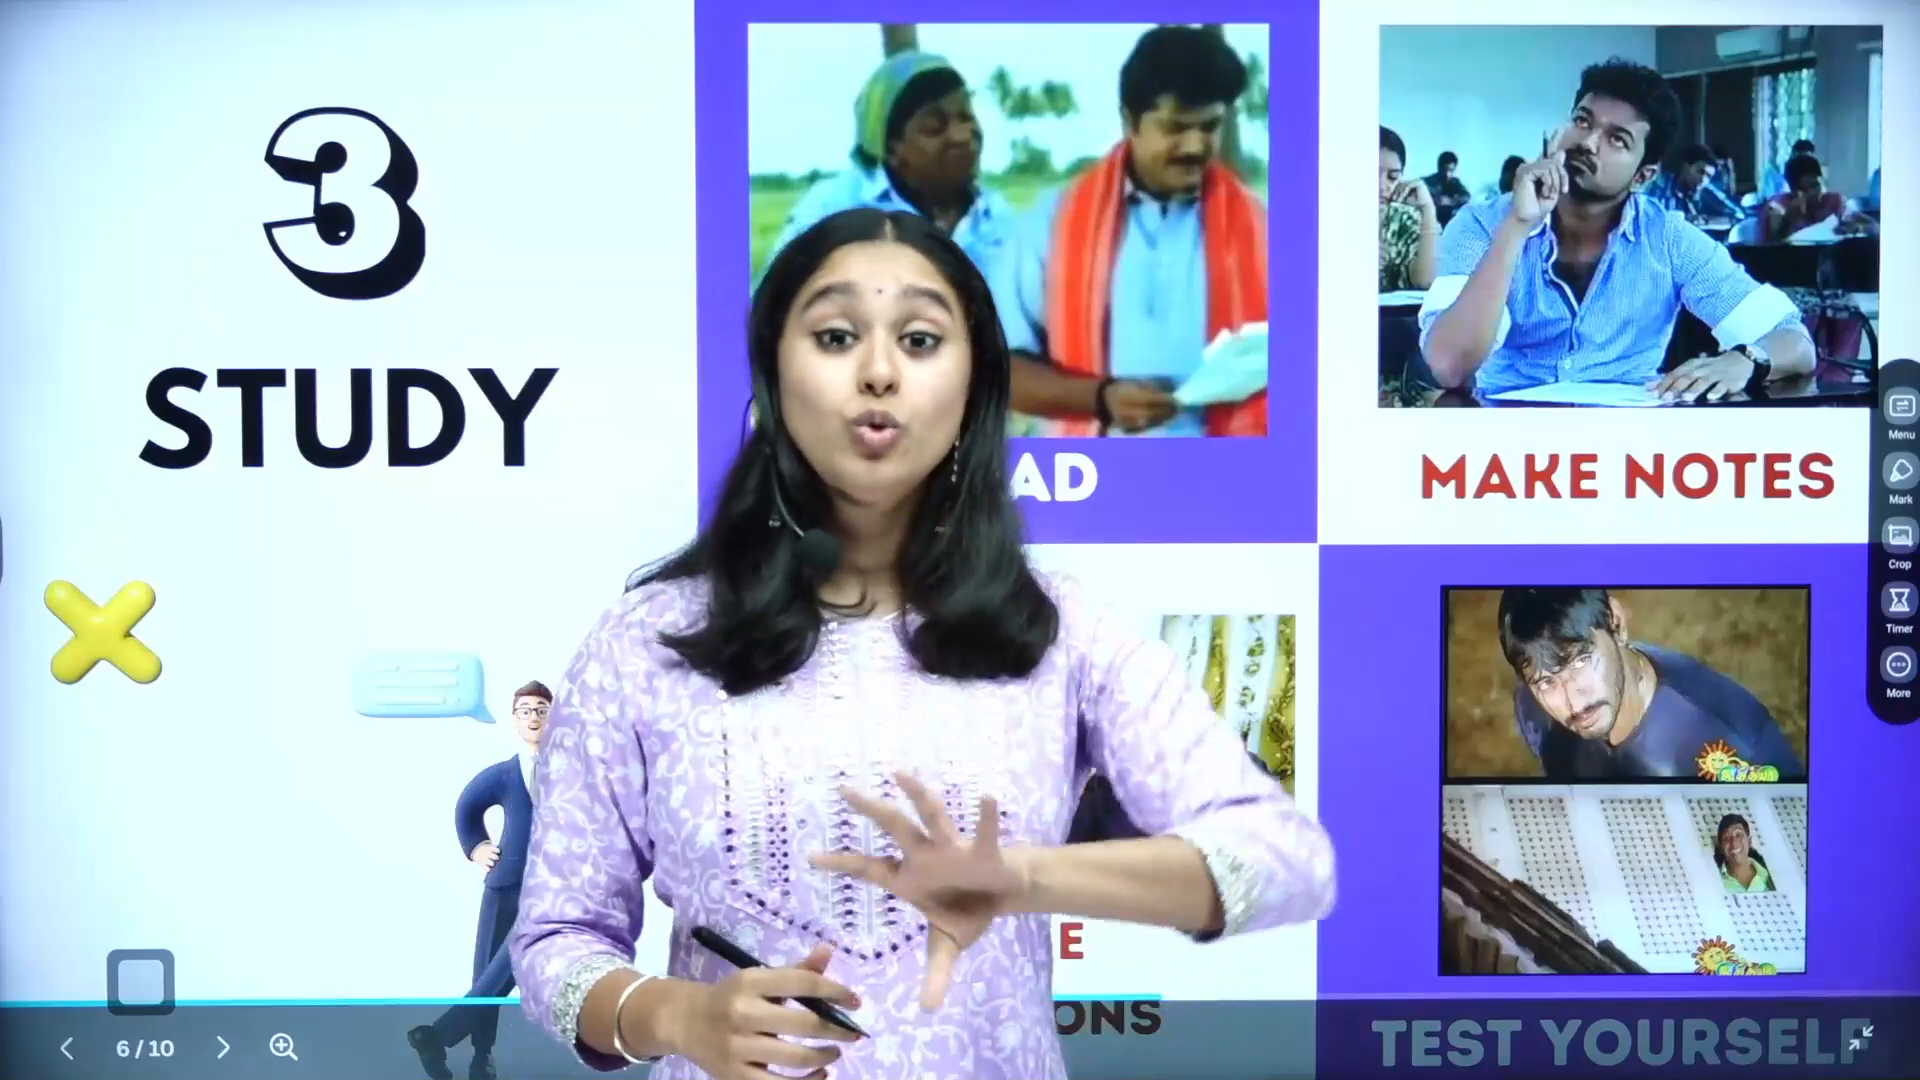 3
STUDY
AD
MAKE NOTES
E
ONS
TEST YOURSELF
Menu
Mark
Crop
Timer
More
6 / 10